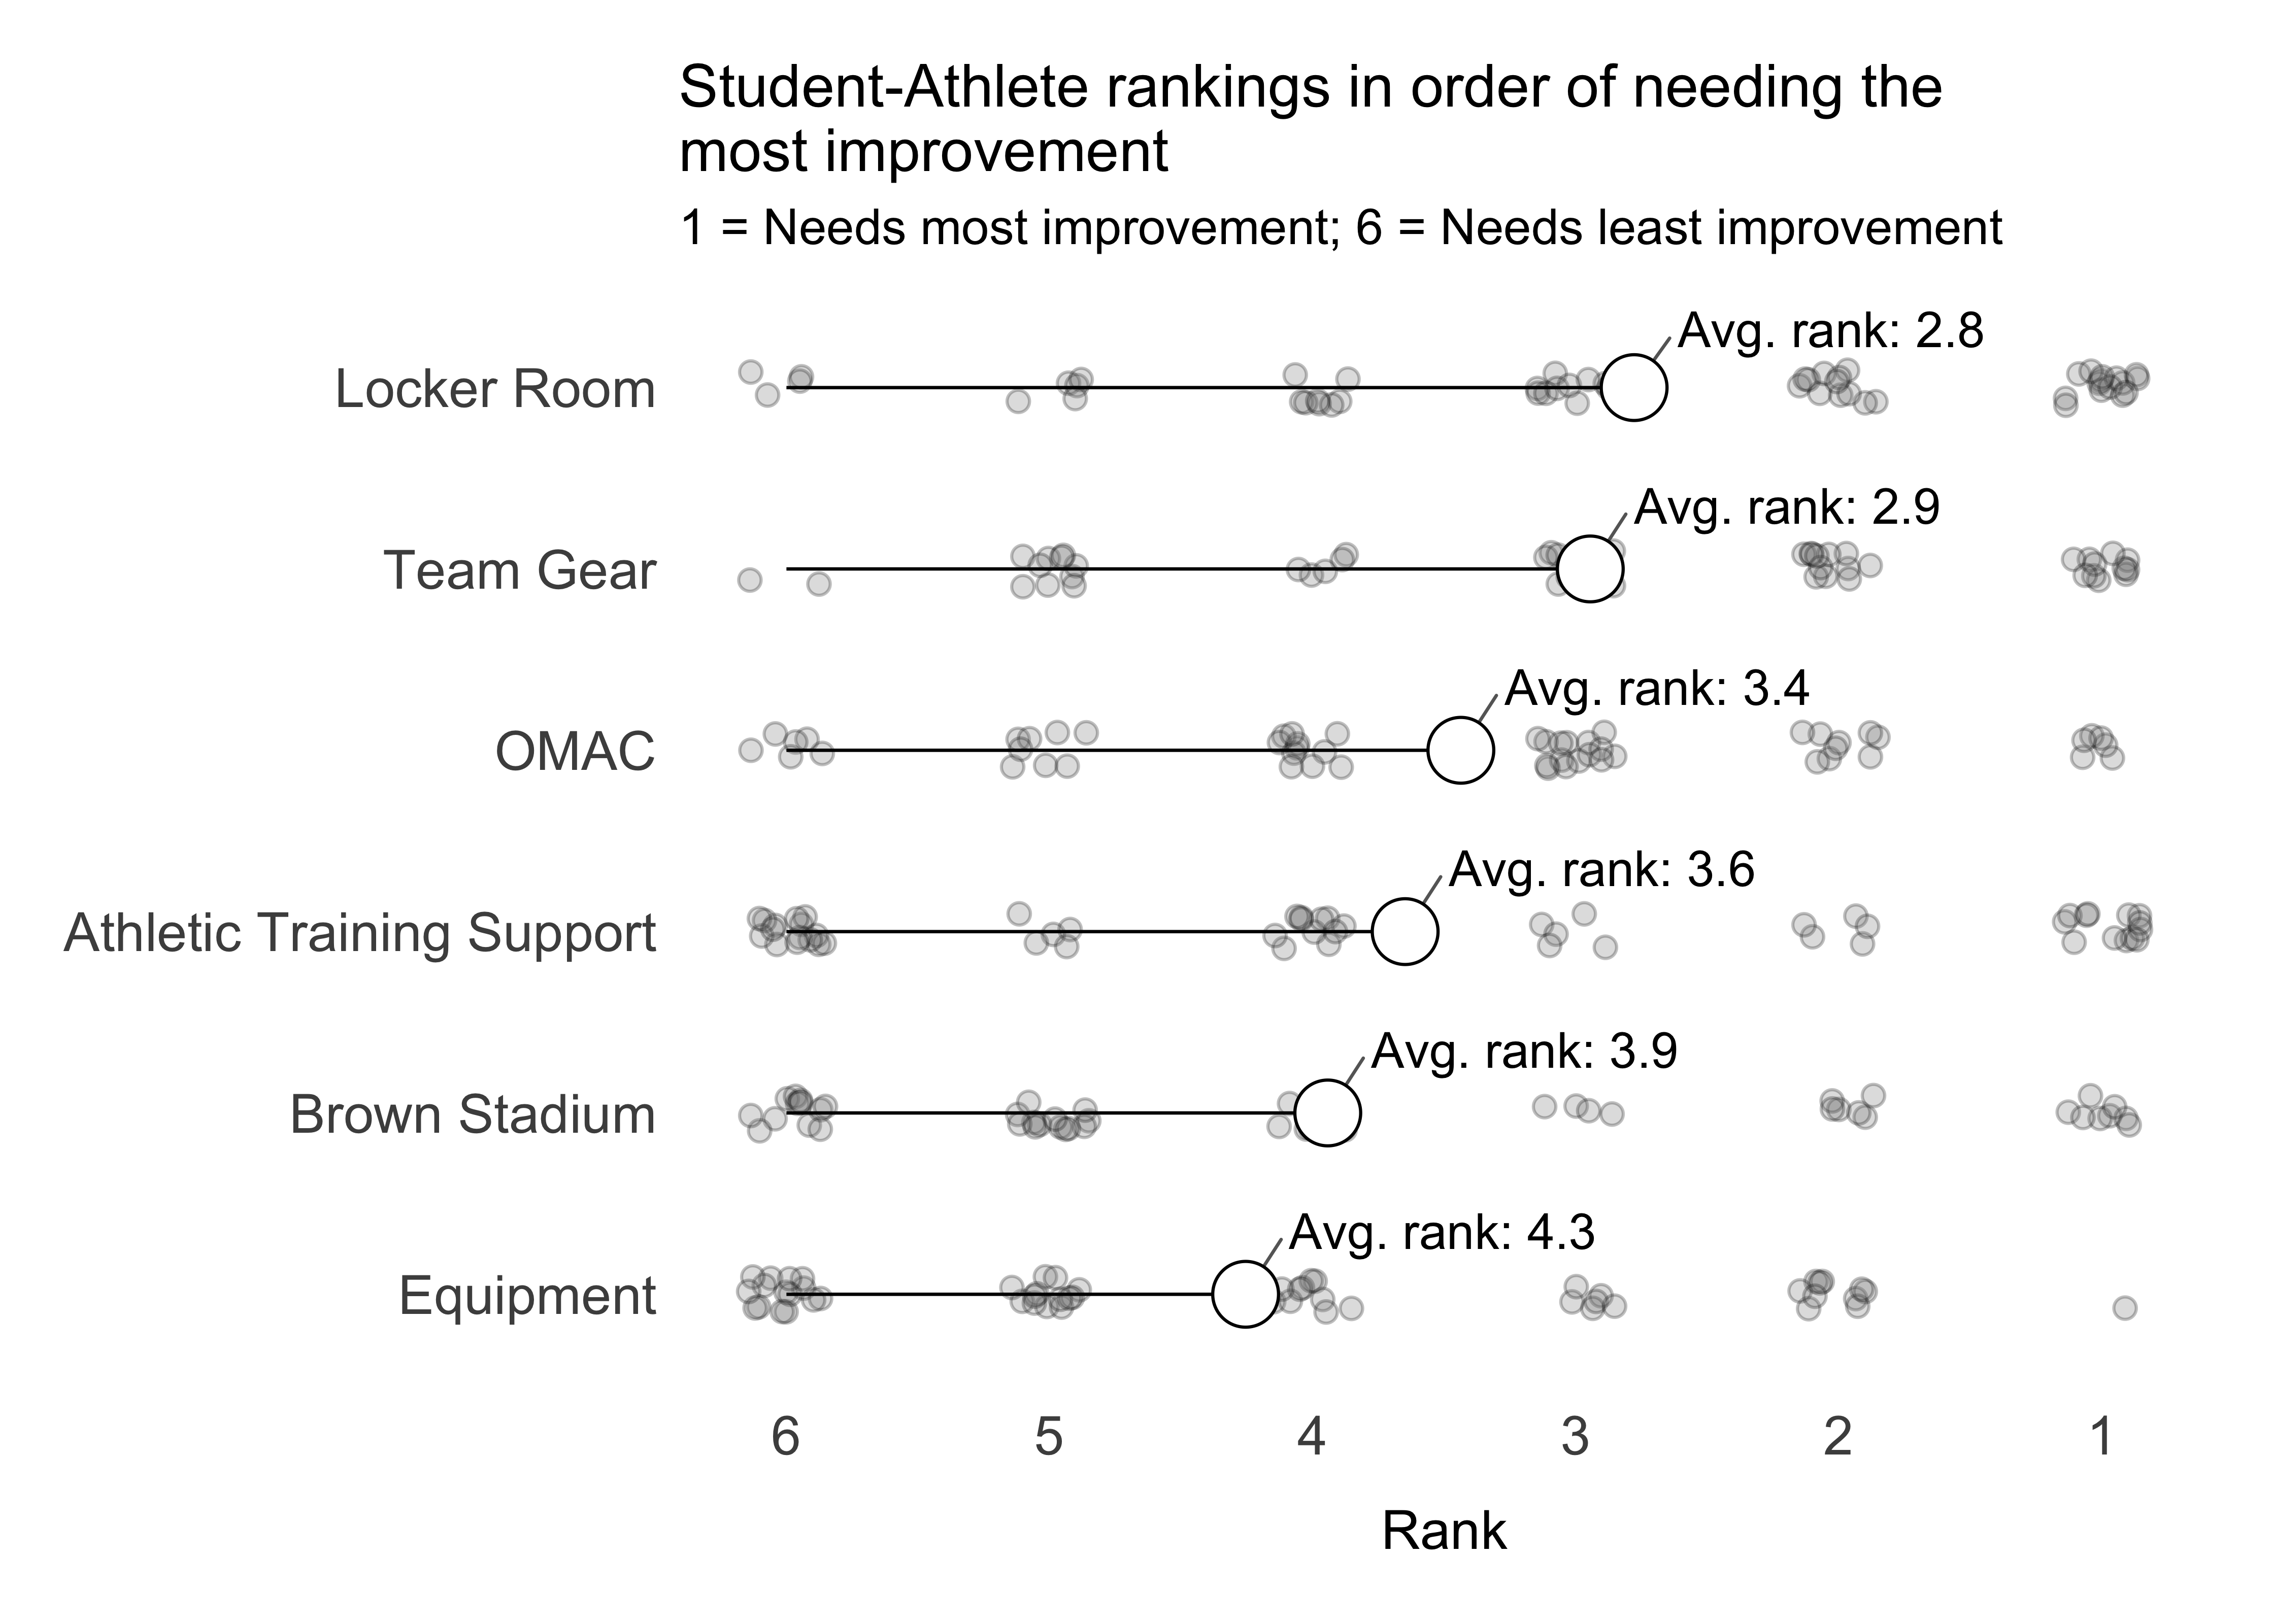 Student-Athlete rankings in order of needing the
most improvement
1 = Needs most improvement; 6 = Needs least improvement
Avg. rank: 2.8
Locker Room
Avg. rank: 2.9
Team Gear
Avg. rank: 3.4
OMAC
Avg. rank: 3.6
Athletic Training Support
Avg. rank: 3.9
Brown Stadium
Avg. rank: 4.3
Equipment
6 5 4 3 2 1
Rank